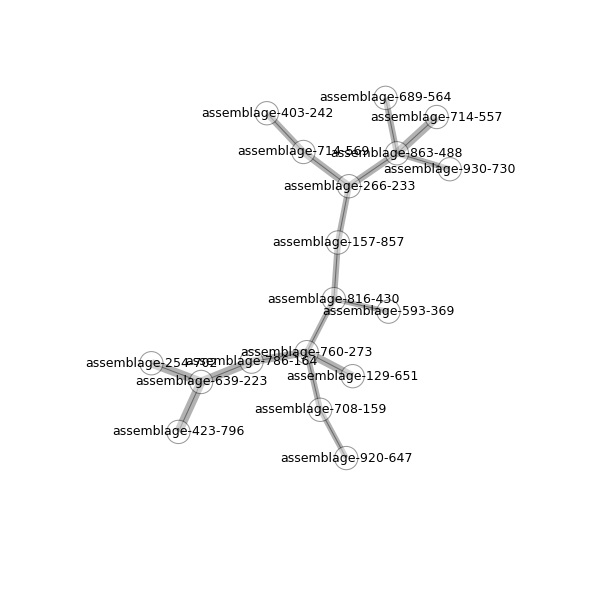 assemblage-689-564
assemblage-403-242
assemblage-714-557
assemblage-714-569
assemblage-863-488
assemblage-930-730
assemblage-266-233
assemblage-157-857
assemblage-816-430
assemblage-593-369
assemblage-760-273
assemblage-254-702
assemblage-786-164
assemblage-129-651
assemblage-639-223
assemblage-708-159
assemblage-423-796
assemblage-920-647